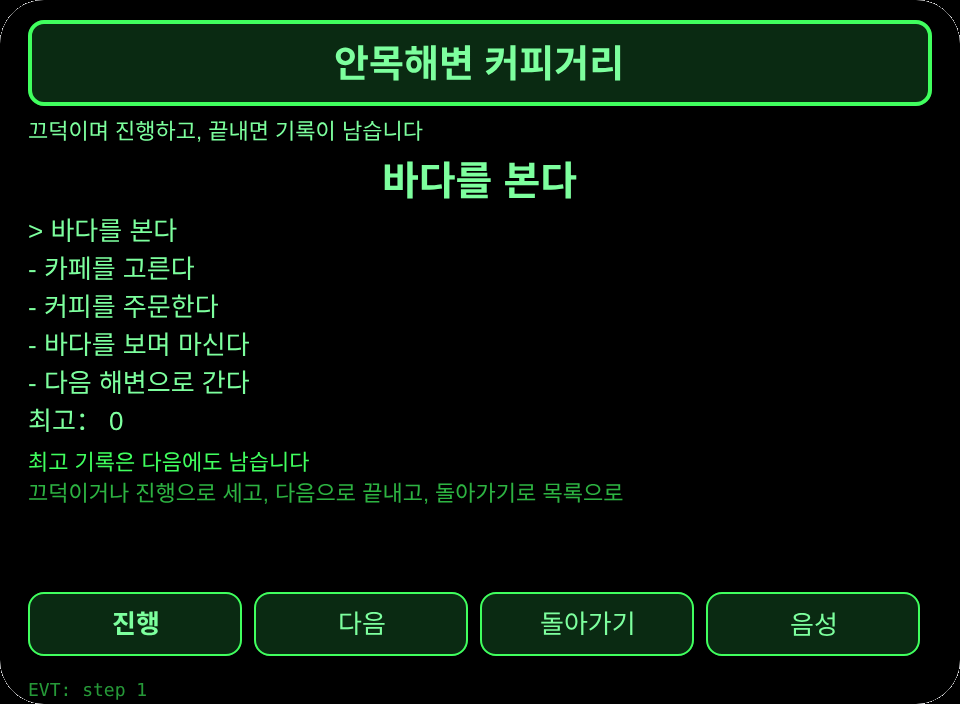 안목해변 커피거리
끄덕이며 진행하고, 끝내면 기록이 남습니다
바다를 본다
> 바다를 본다
- 카페를 고른다
- 커피를 주문한다
- 바다를 보며 마신다
- 다음 해변으로 간다
최고: 0
최고 기록은 다음에도 남습니다
끄덕이거나 진행으로 세고, 다음으로 끝내고, 돌아가기로 목록으로
진행 다음 돌아가기 음성
EVT: step 1